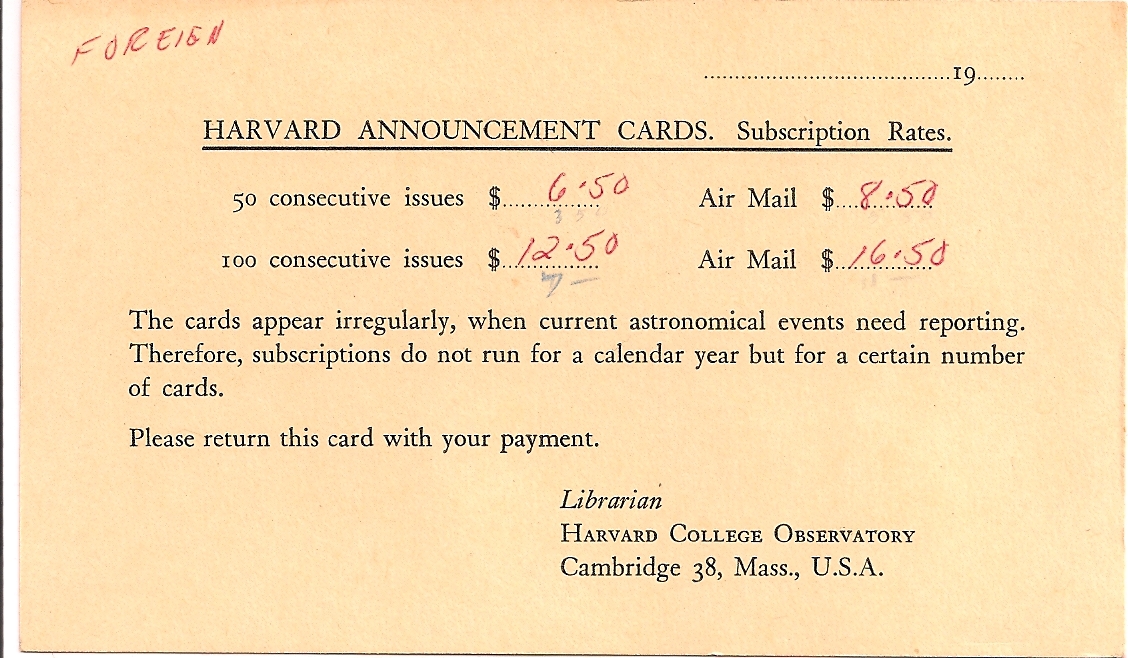 FOREIGN
19
HARVARD ANNOUNCEMENT CARDS. Subscription Rates.
50 consecutive issues $ 6.50 Air Mail $ 8.50
100 consecutive issues $ 12.50 Air Mail $ 16.50
The cards appear irregularly, when current astronomical events need reporting.
Therefore, subscriptions do not run for a calendar year but for a certain number
of cards.
Please return this card with your payment.
Librarian
HARVARD COLLEGE OBSERVATORY
Cambridge 38, Mass., U.S.A.